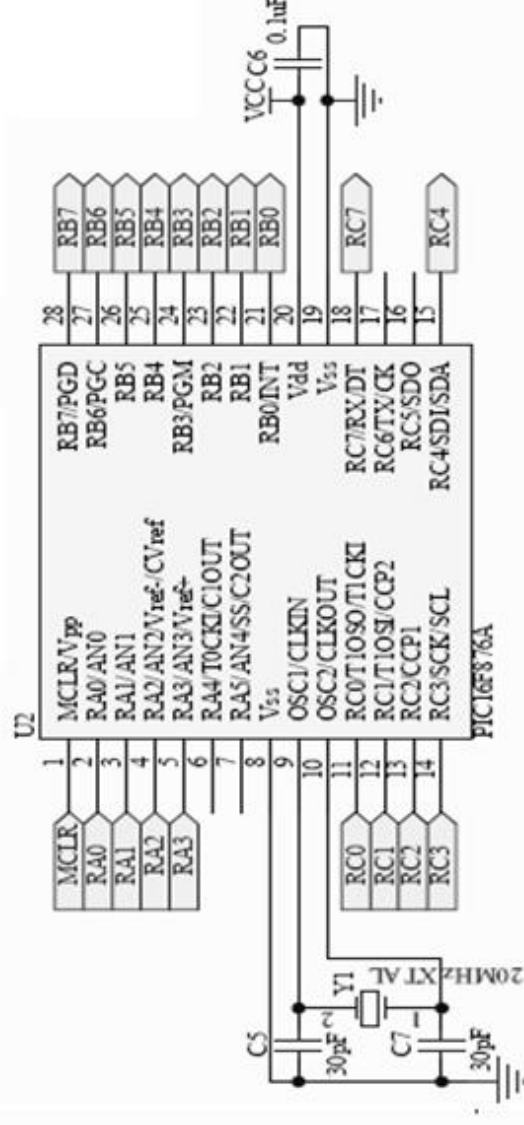 U2
MCLR 1 MCLR/Vpp RB7/PGD 28 RB7
RA0 2 RA0/AN0 RB6/PGC 27 RB6
RA1 3 RA1/AN1 RB5 26 RB5
RA2 4 RA2/AN2/Vref-/CVref RB4 25 RB4
RA3 5 RA3/AN3/Vref+ RB3/PGM 24 RB3
6 RA4/T0CKI/C1OUT RB2 23 RB2
7 RA5/AN4/SS/C2OUT RB1 22 RB1
8 Vss RB0/INT 21 RB0
9 OSC1/CLKIN Vdd 20
10 OSC2/CLKOUT Vss 19
RC0 11 RC0/T1OSO/T1CKI RC7/RX/DT 18 RC7
RC1 12 RC1/T1OSI/CCP2 RC6/TX/CK 17
RC2 13 RC2/CCP1 RC5/SDO 16
RC3 14 RC3/SCK/SCL RC4/SDI/SDA 15 RC4
PIC16F876A
VCC C6
0.1uF
C5
30pF
2 Y1
1
20MHz XTAL
C7
30pF